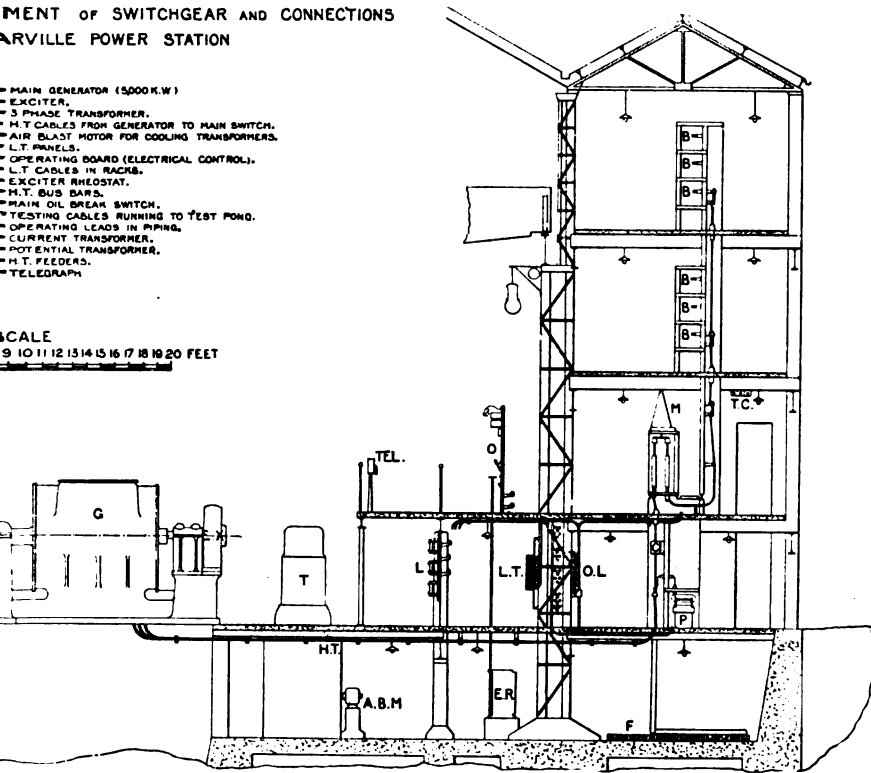 MENT OF SWITCHGEAR AND CONNECTIONS
ARVILLE POWER STATION
= MAIN GENERATOR (5,000 K.W)
= EXCITER.
= 3 PHASE TRANSFORMER.
= H.T CABLES FROM GENERATOR TO MAIN SWITCH.
= AIR BLAST MOTOR FOR COOLING TRANSFORMERS.
= L.T. PANELS.
= OPERATING BOARD (ELECTRICAL CONTROL).
= L.T CABLES IN RACKS.
= EXCITER RHEOSTAT.
= H.T. BUS BARS.
= MAIN OIL BREAK SWITCH.
= TESTING CABLES RUNNING TO TEST POND.
= OPERATING LEADS IN PIPING.
= CURRENT TRANSFORMER.
= POTENTIAL TRANSFORMER.
= H.T. FEEDERS.
= TELEGRAPH
SCALE
9 10 11 12 13 14 15 16 17 18 19 20 FEET
B
B
B
B
B
B
M
T.C.
O
TEL.
G
X
T
L
L.T.
O.L
C
P
H.T.
A.B.M
E.R
F